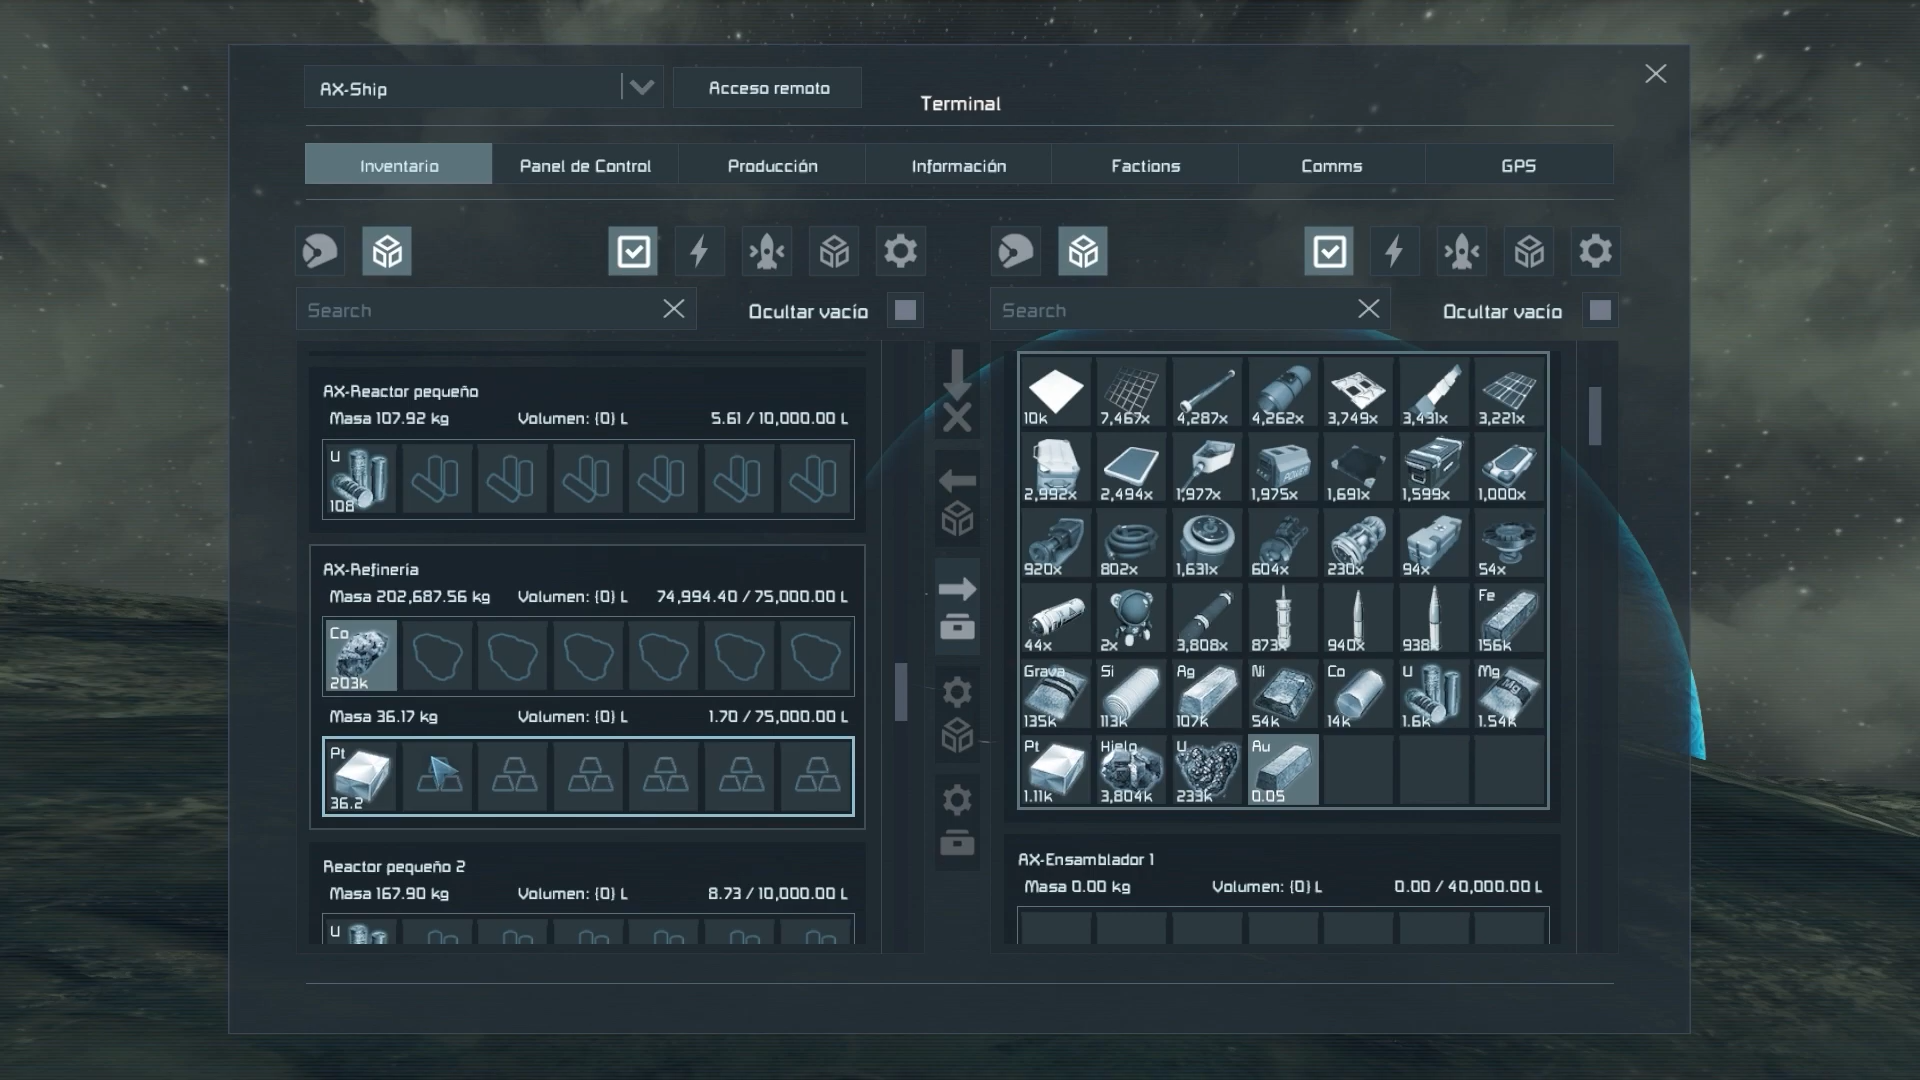 AX-Ship
Acceso remoto
Terminal
Inventario
Panel de Control
Producción
Información
Factions
Comms
GPS
Search
Ocultar vacío
Search
Ocultar vacío
AX-Reactor pequeño
Masa 107.92 kg Volumen: {0} L 5.61 / 10,000.00 L
U
108
AX-Refinería
Masa 202,687.56 kg Volumen: {0} L 74,994.40 / 75,000.00 L
Co
203k
Masa 36.17 kg Volumen: {0} L 1.70 / 75,000.00 L
Pt
36.2
Reactor pequeño 2
Masa 167.90 kg Volumen: {0} L 8.73 / 10,000.00 L
U
10k 7,467x 4,287x 4,262x 3,749x 3,431x 3,221x
2,992x 2,494x 1,977x 1,975x 1,691x 1,599x 1,000x
920x 802x 1,631x 604x 230x 94x 54x
Fe
44x 2x 3,808x 873x 940x 938x 156k
Grava Si Ag Ni Co U Mg
135k 113k 107k 54k 14k 1.6k 1.54k
Pt Hielo U Au
1.11k 3,804k 233k 0.05
AX-Ensamblador 1
Masa 0.00 kg Volumen: {0} L 0.00 / 40,000.00 L